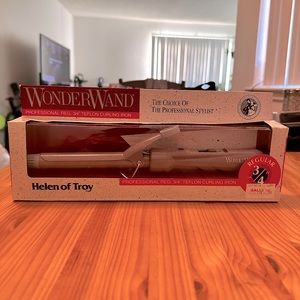 WONDERWAND
PROFESSIONAL REG. 3/4" TEFLON CURLING IRON
THE CHOICE OF
THE PROFESSIONAL STYLIST
Helen of Troy
PROFESSIONAL REG. 3/4" TEFLON CURLING IRON
REGULAR
3/4